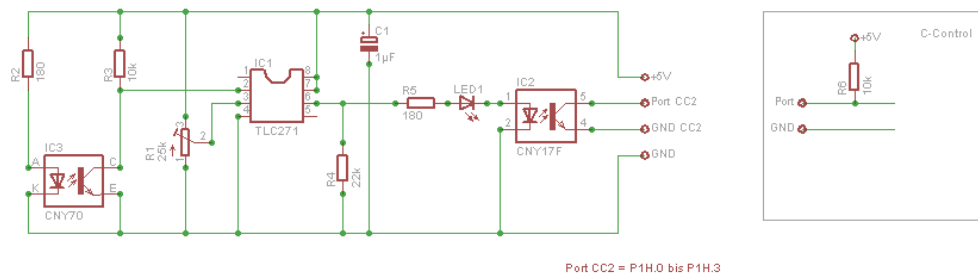 C1
1µF
R2
180
R3
10k
IC1
1
2
3
4
8
7
6
5
TLC271
R1
25k
3
2
1
R4
22k
R5
180
LED1
IC2
1
2
5
4
CNY17F
+5V
Port CC2
GND CC2
GND
IC3
A
K
C
E
CNY70
C-Control
+5V
R6
10k
Port
GND
Port CC2 = P1H.0 bis P1H.3